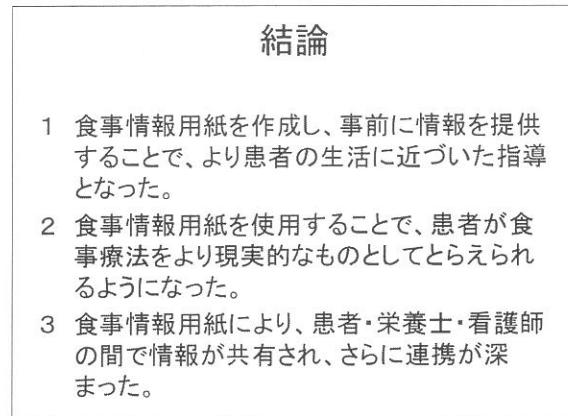 結論
1 食事情報用紙を作成し、事前に情報を提供
することで、より患者の生活に近づいた指導
となった。
2 食事情報用紙を使用することで、患者が食
事療法をより現実的なものとしてとらえられ
るようになった。
3 食事情報用紙により、患者・栄養士・看護師
の間で情報が共有され、さらに連携が深
まった。